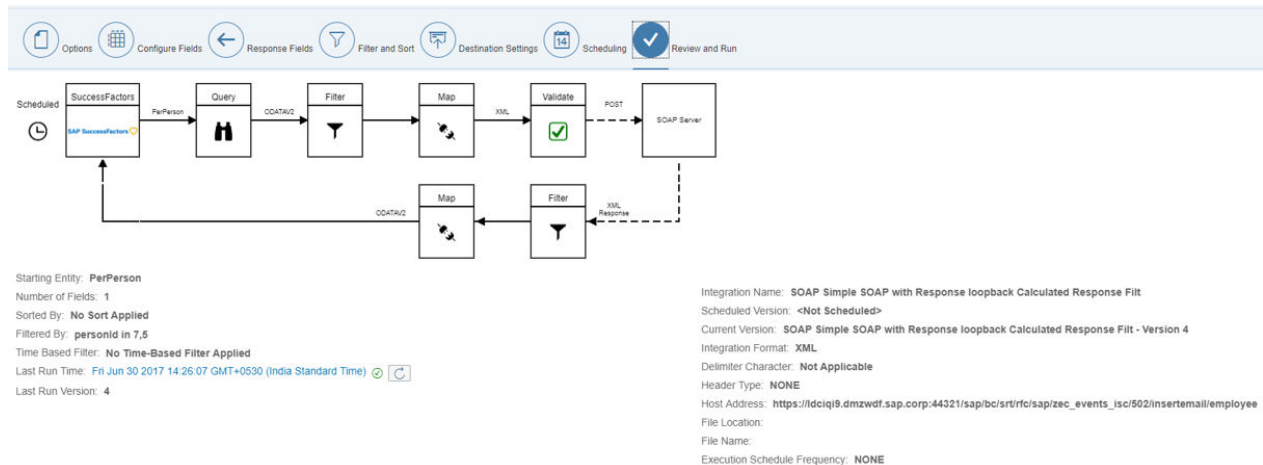 Options
Configure Fields
Response Fields
Filter and Sort
Destination Settings
14
Scheduling
Review and Run
Scheduled
SuccessFactors
SAP SuccessFactors
PerPerson
Query
ODATAV2
Filter
Map
XML
Validate
POST
SOAP Server
ODATAV2
Map
Filter
XML
Response
Starting Entity: PerPerson
Number of Fields: 1
Sorted By: No Sort Applied
Filtered By: personId in 7,5
Time Based Filter: No Time-Based Filter Applied
Last Run Time: Fri Jun 30 2017 14:26:07 GMT+0530 (India Standard Time)
Last Run Version: 4
Integration Name: SOAP Simple SOAP with Response loopback Calculated Response Filt
Scheduled Version: <Not Scheduled>
Current Version: SOAP Simple SOAP with Response loopback Calculated Response Filt - Version 4
Integration Format: XML
Delimiter Character: Not Applicable
Header Type: NONE
Host Address: https://ldciqi9.dmzwdf.sap.corp:44321/sap/bc/srt/rfc/sap/zec_events_isc/502/insertemail/employee
File Location:
File Name:
Execution Schedule Frequency: NONE